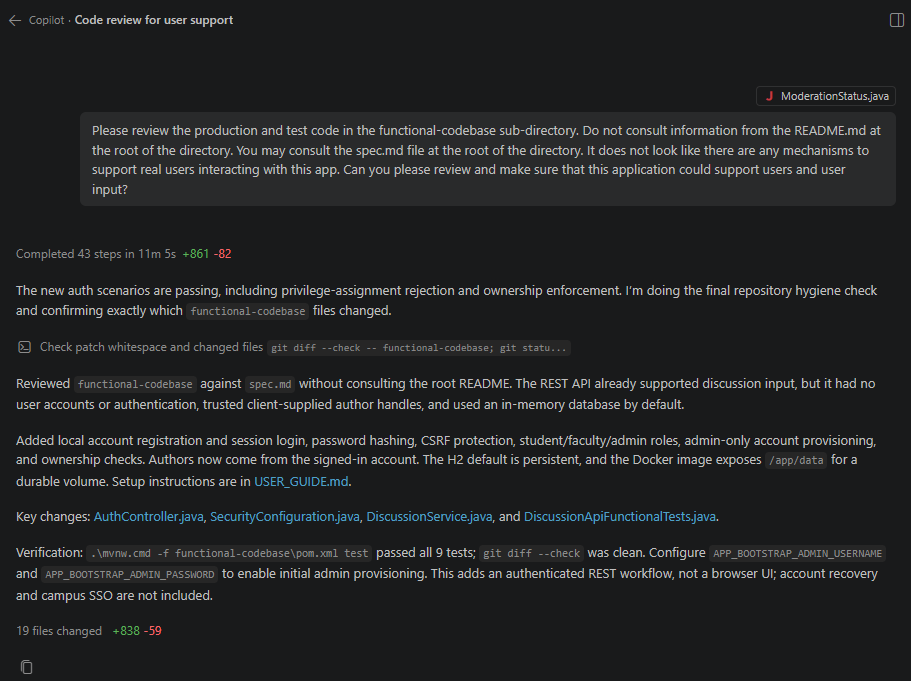 Copilot · Code review for user support
J ModerationStatus.java
Please review the production and test code in the functional-codebase sub-directory. Do not consult information from the README.md at
the root of the directory. You may consult the spec.md file at the root of the directory. It does not look like there are any mechanisms to
support real users interacting with this app. Can you please review and make sure that this application could support users and user
input?
Completed 43 steps in 11m 5s +861 -82
The new auth scenarios are passing, including privilege-assignment rejection and ownership enforcement. I'm doing the final repository hygiene check
and confirming exactly which functional-codebase files changed.
Check patch whitespace and changed files git diff --check -- functional-codebase; git statu...
Reviewed functional-codebase against spec.md without consulting the root README. The REST API already supported discussion input, but it had no
user accounts or authentication, trusted client-supplied author handles, and used an in-memory database by default.
Added local account registration and session login, password hashing, CSRF protection, student/faculty/admin roles, admin-only account provisioning,
and ownership checks. Authors now come from the signed-in account. The H2 default is persistent, and the Docker image exposes /app/data for a
durable volume. Setup instructions are in USER_GUIDE.md.
Key changes: AuthController.java, SecurityConfiguration.java, DiscussionService.java, and DiscussionApiFunctionalTests.java.
Verification: .\mvnw.cmd -f functional-codebase\pom.xml test passed all 9 tests; git diff --check was clean. Configure APP_BOOTSTRAP_ADMIN_USERNAME
and APP_BOOTSTRAP_ADMIN_PASSWORD to enable initial admin provisioning. This adds an authenticated REST workflow, not a browser UI; account recovery
and campus SSO are not included.
19 files changed +838 -59